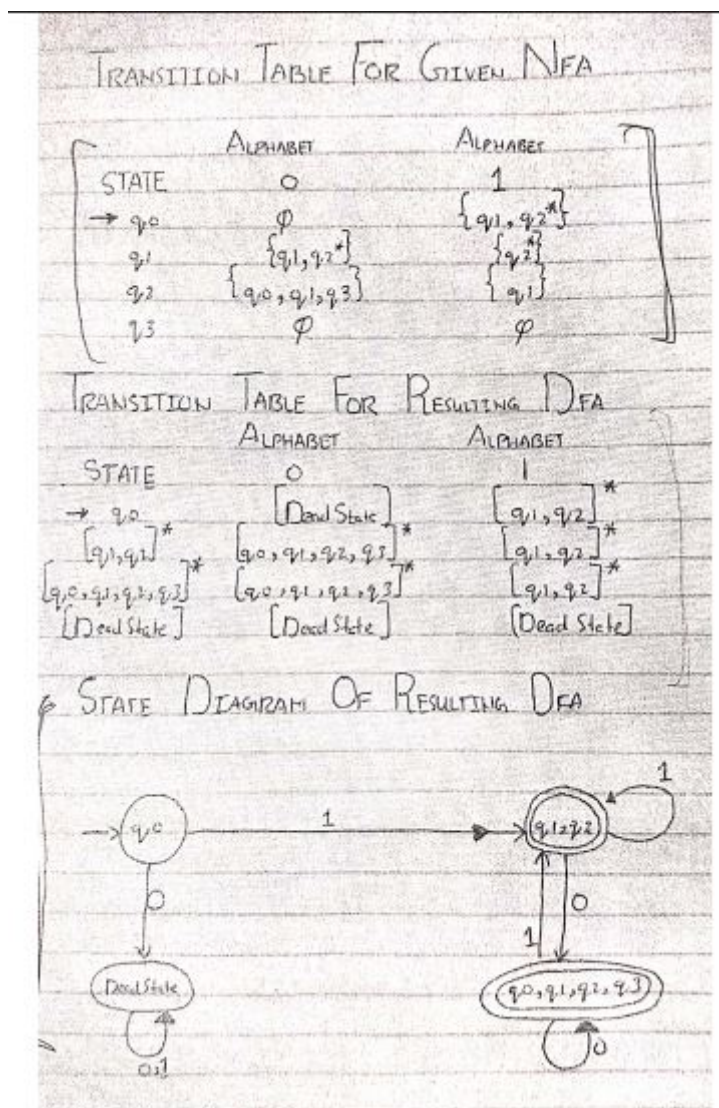 TRANSITION TABLE FOR GIVEN NFA
ALPHABET ALPHABET
STATE 0 1
→ q0 φ {q1, q2*}
q1 {q1, q2*} {q2*}
q2 {q0, q1, q3} {q1}
q3 φ φ
TRANSITION TABLE FOR RESULTING DFA
ALPHABET ALPHABET
STATE 0 1
→ q0 [Dead State] [q1, q2]*
[q1, q2]* [q0, q1, q2, q3]* [q1, q2]*
[q0, q1, q2, q3]* [q0, q1, q2, q3]* [q1, q2]*
[Dead State] [Dead State] [Dead State]
STATE DIAGRAM OF RESULTING DFA
1
q0 1 q1, q2
0 0
1
Dead State q0, q1, q2, q3
0
0,1